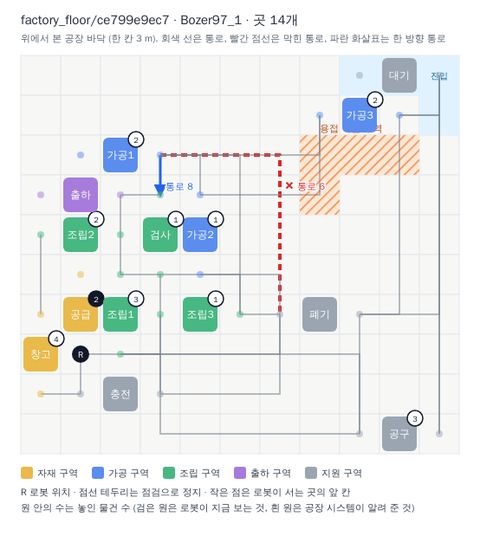 factory_floor/ce799e9ec7 · Bozer97_1 · 곳 14개
위에서 본 공장 바닥 (한 칸 3 m). 회색 선은 통로, 빨간 점선은 막힌 통로, 파란 화살표는 한 방향 통로
대기
전립
2
가공3
용접
역
2
가공1
통로 8
✖ 통로 6
출하
2
조립2
1
검사
1
가공2
2
공급
3
조립1
1
조립3
폐기
4
창고
R
충전
3
공구
자재 구역
가공 구역
조립 구역
출하 구역
지원 구역
R 로봇 위치 · 점선 테두리는 점검으로 정지 · 작은 점은 로봇이 서는 곳의 앞 칸
원 안의 수는 놓인 물건 수 (검은 원은 로봇이 지금 보는 것, 흰 원은 공장 시스템이 알려 준 것)